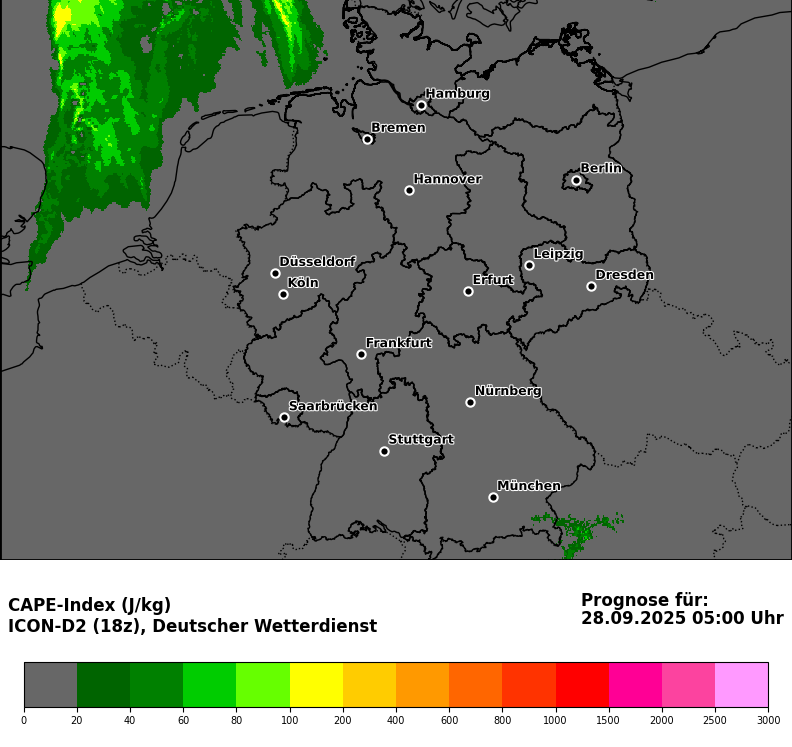 Hamburg
Bremen
Berlin
Hannover
Düsseldorf
Leipzig
Köln
Erfurt
Dresden
Frankfurt
Nürnberg
Saarbrücken
Stuttgart
München
CAPE-Index (J/kg)
ICON-D2 (18z), Deutscher Wetterdienst
Prognose für:
28.09.2025 05:00 Uhr
0 20 40 60 80 100 200 400 600 800 1000 1500 2000 2500 3000